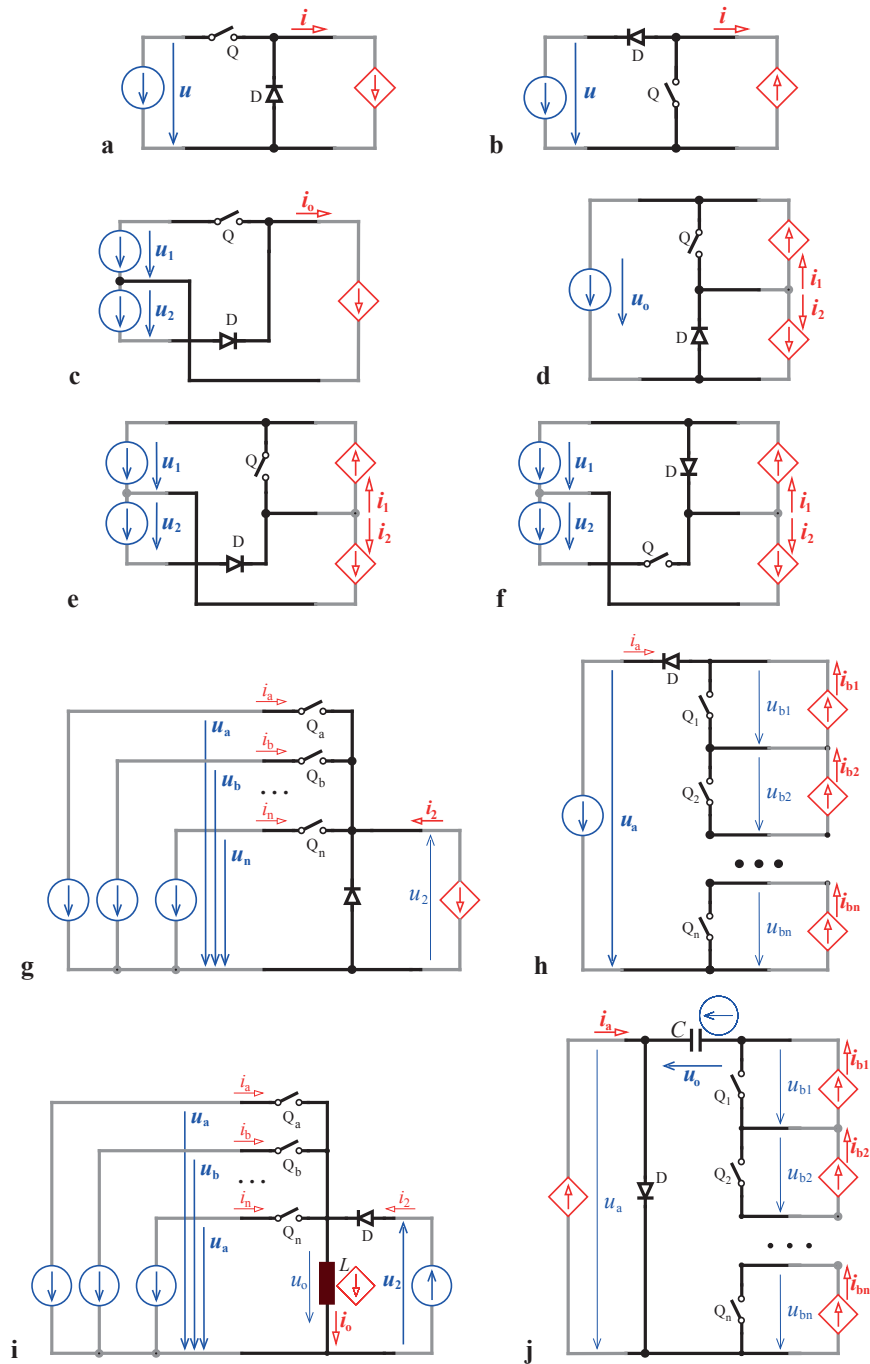 i
Q
u
D
a
i
D
u
Q
b
i_o
Q
u_1
u_2
D
c
Q
u_o
i_1
i_2
D
d
Q
u_1
i_1
u_2
i_2
D
e
D
u_1
i_1
u_2
i_2
Q
f
i_a
Q_a
u_a
i_b
Q_b
u_b
...
i_n
Q_n
u_n
i_2
u_2
g
i_a
D
i_b1
Q_1
u_b1
i_b2
Q_2
u_b2
u_a
...
i_bn
Q_n
u_bn
h
i_a
Q_a
u_a
i_b
Q_b
u_b
...
i_n
Q_n
u_a
D
i_2
L
u_o
u_2
i_o
i
i_a
C
u_o
i_b1
Q_1
u_b1
i_b2
Q_2
u_b2
D
u_a
...
i_bn
Q_n
u_bn
j